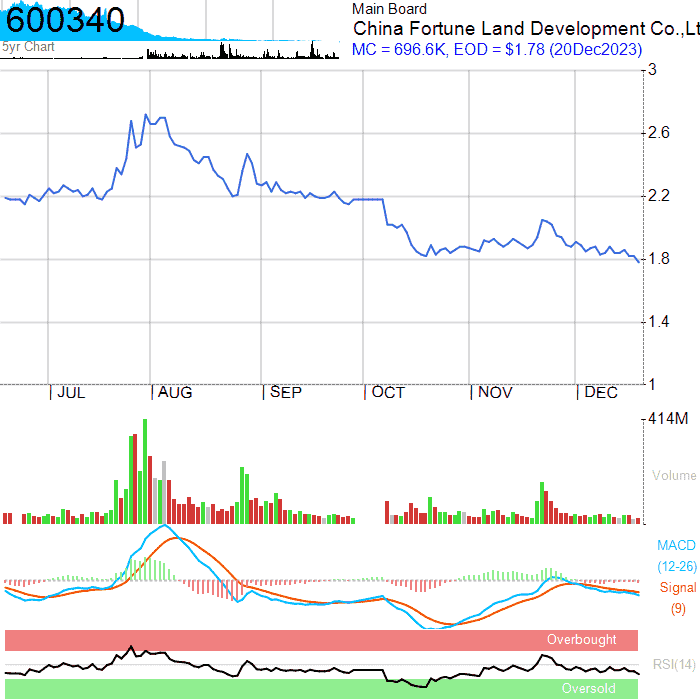 600340
Main Board
China Fortune Land Development Co.,Lt
5yr Chart
MC = 696.6K, EOD = $1.78 (20Dec2023)
3
2.6
2.2
1.8
1.4
1
JUL AUG SEP OCT NOV DEC
414M
Volume
MACD
(12-26)
Signal
(9)
Overbought
RSI(14)
Oversold